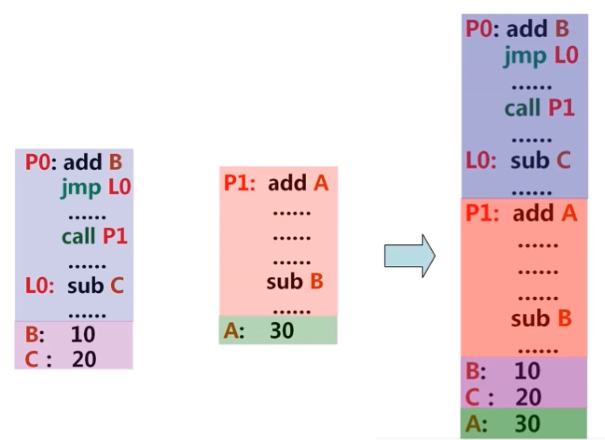 P0: add B
jmp L0
......
call P1
......
L0: sub C
......
B: 10
C : 20
P1: add A
......
......
......
sub B
......
A: 30
P0: add B
jmp L0
......
call P1
......
L0: sub C
......
P1: add A
......
......
......
sub B
......
B: 10
C : 20
A: 30